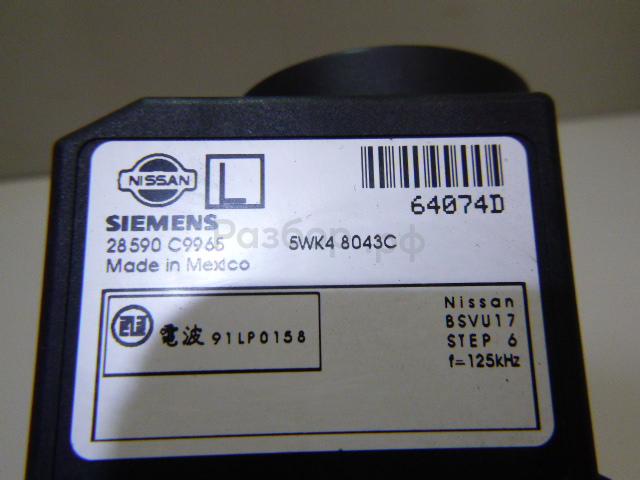 NISSAN L
64074D
SIEMENS
28590 C9965 5WK4 8043C
Разбор.рф
Made in Mexico
電波 91LP0158
Nissan
BSVU17
STEP 6
f=125kHz